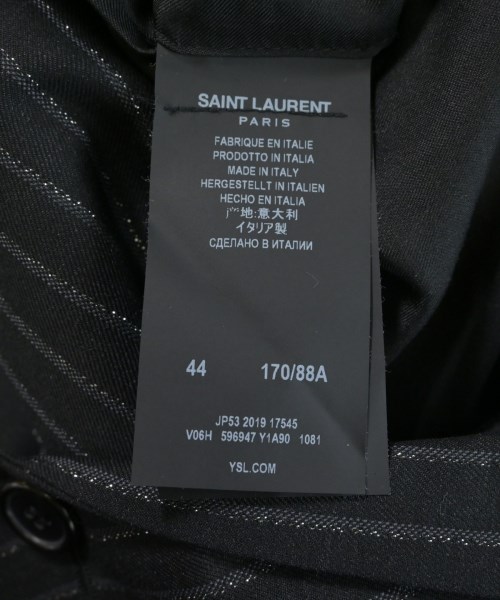 SAINT LAURENT
PARIS
FABRIQUE EN ITALIE
PRODOTTO IN ITALIA
MADE IN ITALY
HERGESTELLT IN ITALIEN
HECHO EN ITALIA
地:意大利
イタリア製
СДЕЛАНО В ИТАЛИИ
44 170/88A
JP53 2019 17545
V06H 596947 Y1A90 1081
YSL.COM